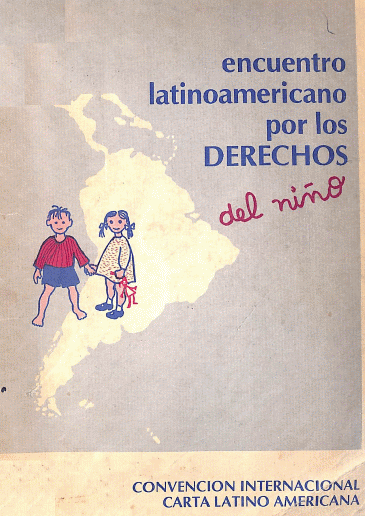 encuentro
latinoamericano
por los
DERECHOS
del niño
CONVENCION INTERNACIONAL
CARTA LATINO AMERICANA